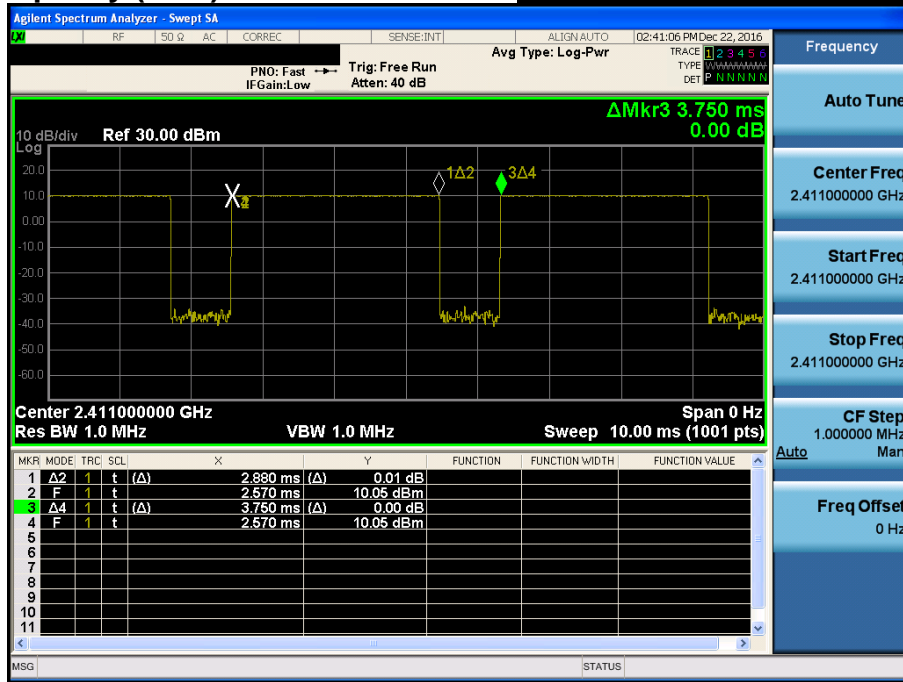 Agilent Spectrum Analyzer - Swept SA
LXI RF 50 Ω AC CORREC SENSE:INT ALIGN AUTO 02:41:06 PM Dec 22, 2016
Frequency
Avg Type: Log-Pwr
TRACE 1 2 3 4 5 6
PNO: Fast Trig: Free Run
TYPE WWWWWW
IFGain:Low Atten: 40 dB
DET P N N N N N
Auto Tune
ΔMkr3 3.750 ms
0.00 dB
10 dB/div Ref 30.00 dBm
Log
20.0
10.0
0.00
-10.0
-20.0
-30.0
-40.0
-50.0
-60.0
1Δ2
3Δ4
X
Center Freq
2.411000000 GHz
Start Freq
2.411000000 GHz
Stop Freq
2.411000000 GHz
Center 2.411000000 GHz Span 0 Hz
Res BW 1.0 MHz VBW 1.0 MHz Sweep 10.00 ms (1001 pts)
CF Step
1.000000 MHz
Auto Man
MKR MODE TRC SCL X Y FUNCTION FUNCTION WIDTH FUNCTION VALUE
1 Δ2 1 t (Δ) 2.880 ms (Δ) 0.01 dB
2 F 1 t 2.570 ms 10.05 dBm
3 Δ4 1 t (Δ) 3.750 ms (Δ) 0.00 dB
4 F 1 t 2.570 ms 10.05 dBm
5
6
7
8
9
10
11
Freq Offset
0 Hz
MSG STATUS